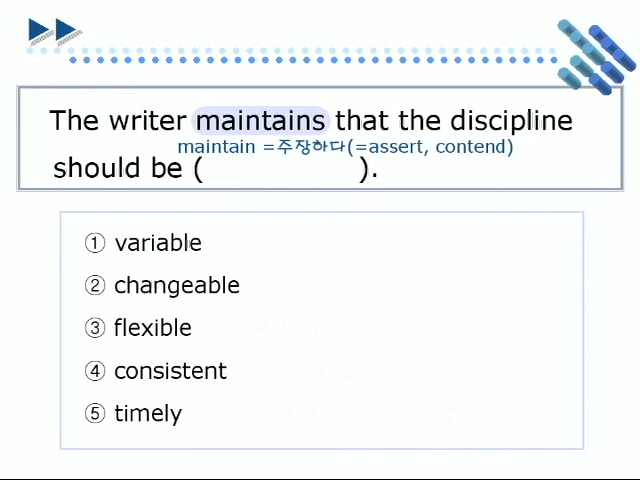 The writer maintains that the discipline
maintain =주장하다(=assert, contend)
should be (                ).
① variable
② changeable
③ flexible
④ consistent
⑤ timely